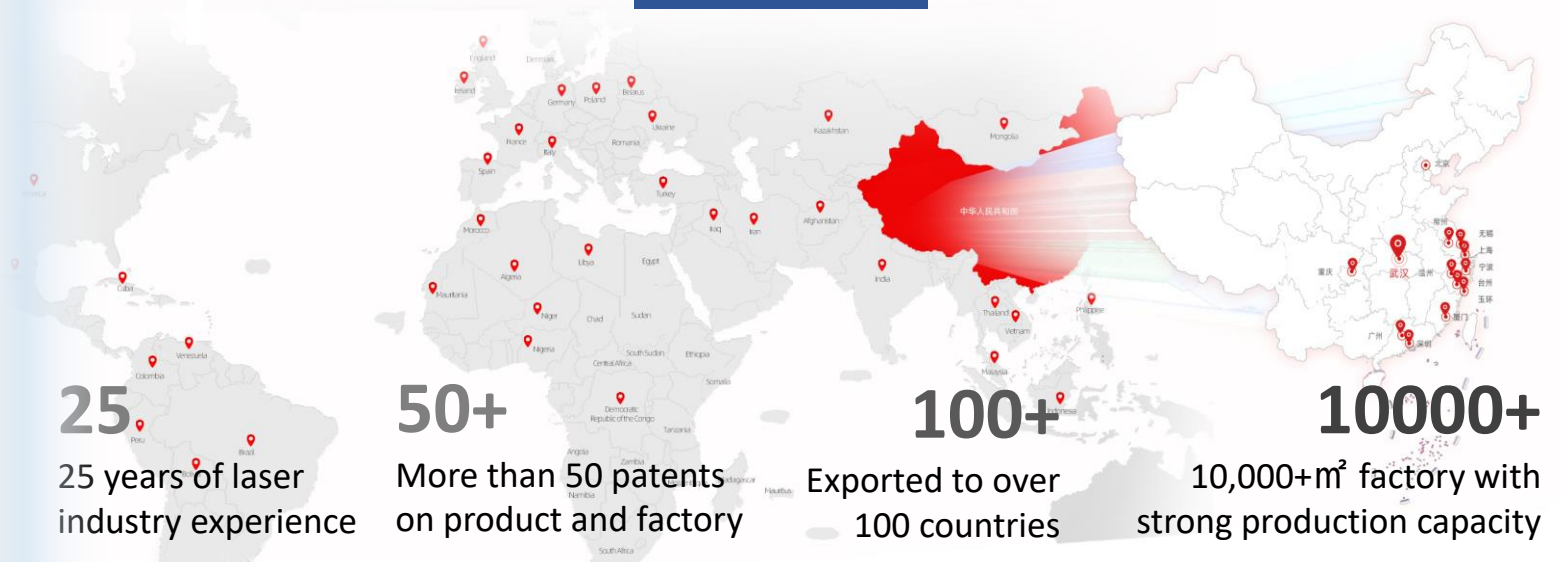 England
Denmark
Ireland
Germany
Poland
Belarus
Ukraine
France
Italy
Romania
Spain
Turkey
Kazakhstan
Mongolia
Morocco
Algeria
Libya
Egypt
Iraq
Iran
Afghanistan
India
中华人民共和国
Cuba
Mauritania
Niger
Chad
Sudan
Nigeria
Central Africa
South Sudan
Ethiopia
Somalia
Thailand
Vietnam
Malaysia
Venezuela
Colombia
Peru
Brazil
Democratic
Republic of the Congo
Tanzania
Angola
Zambia
Namibia
Mauritius
South Africa
北京
无锡
上海
宁波
台州
玉环
温州
武汉
重庆
厦门
广州
深圳
25
25 years of laser
industry experience
50+
More than 50 patents
on product and factory
100+
Exported to over
100 countries
10000+
10,000+㎡ factory with
strong production capacity